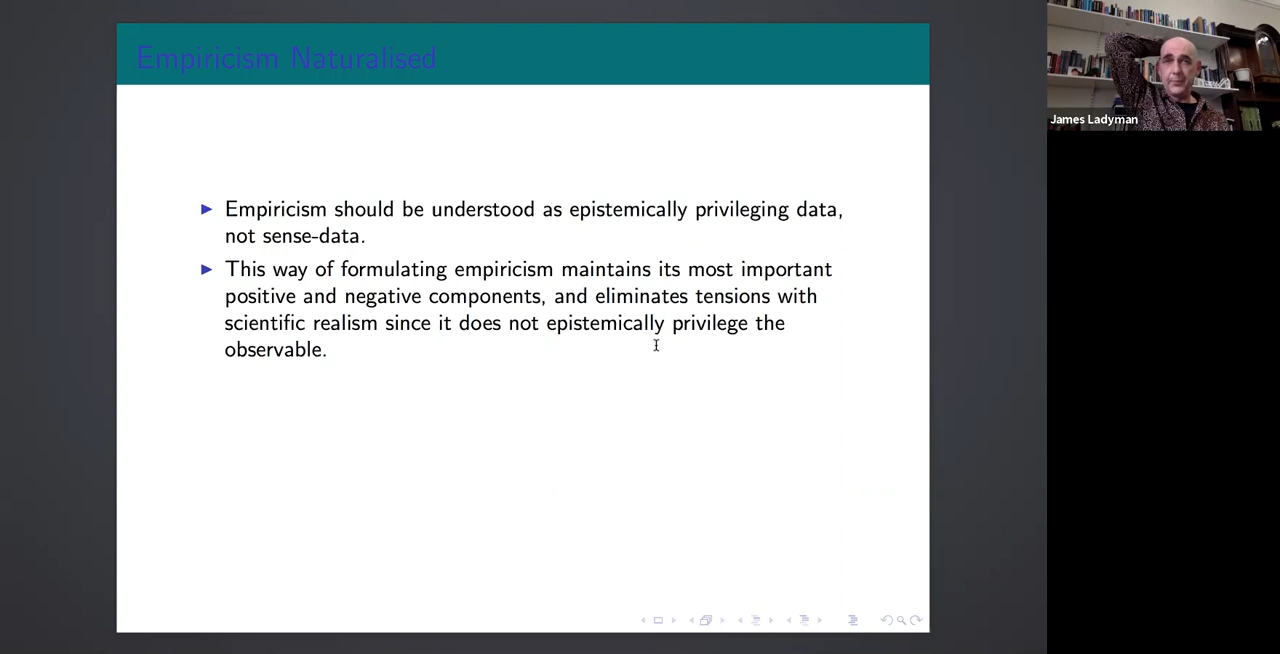 Empiricism Naturalised
Empiricism should be understood as epistemically privileging data,
not sense-data.
This way of formulating empiricism maintains its most important
positive and negative components, and eliminates tensions with
scientific realism since it does not epistemically privilege the
observable.
James Ladyman